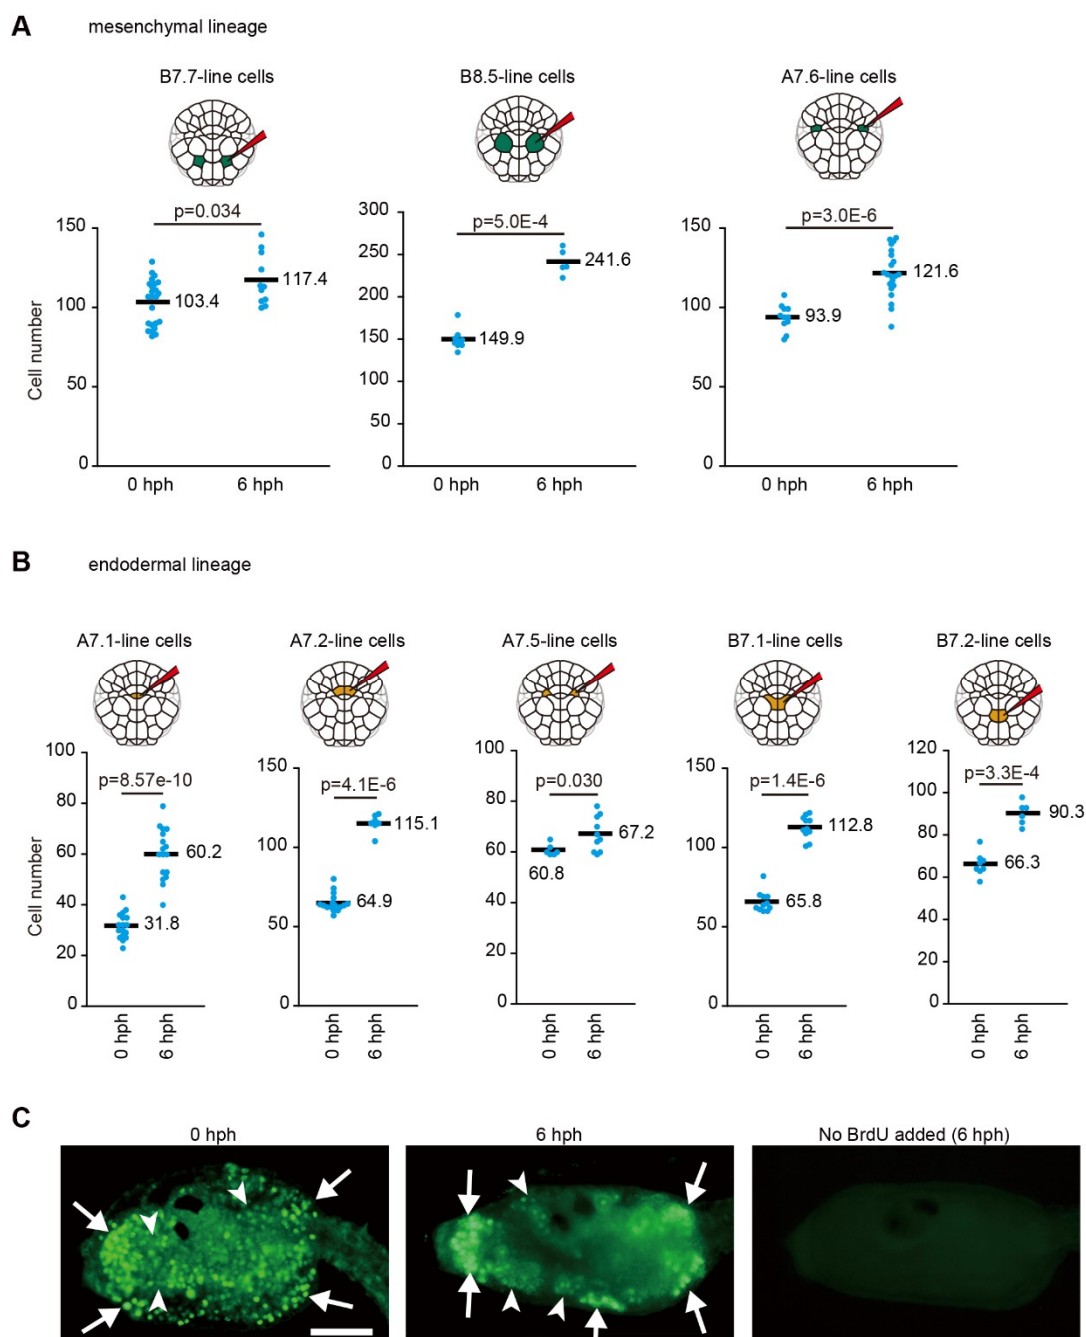 A mesenchymal lineage
B7.7-line cells B8.5-line cells A7.6-line cells
Cell number
150
100
50
0
p=0.034
103.4
117.4
0 hph 6 hph
300
250
200
150
100
50
0
p=5.0E-4
149.9
241.6
0 hph 6 hph
150
100
50
0
p=3.0E-6
93.9
121.6
0 hph 6 hph
B endodermal lineage
A7.1-line cells A7.2-line cells A7.5-line cells B7.1-line cells B7.2-line cells
Cell number
100
80
60
40
20
0
p=8.57e-10
31.8
60.2
0 hph 6 hph
150
100
50
0
p=4.1E-6
64.9
115.1
0 hph 6 hph
100
80
60
40
20
0
p=0.030
60.8
67.2
0 hph 6 hph
150
100
50
0
p=1.4E-6
65.8
112.8
0 hph 6 hph
120
100
80
60
40
20
0
p=3.3E-4
66.3
90.3
0 hph 6 hph
C
0 hph 6 hph No BrdU added (6 hph)